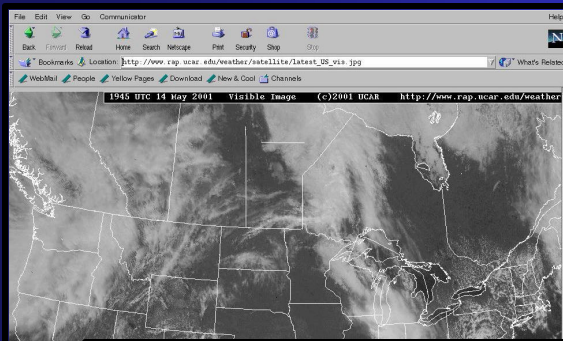 File Edit View Go Communicator Help
Back Forward Reload Home Search Netscape Print Security Shop Stop N
Bookmarks Location: http://www.rap.ucar.edu/weather/satellite/latest_US_vis.jpg What's Related
WebMail People Yellow Pages Download New & Cool Channels
1945 UTC 14 May 2001 Visible Image (c)2001 UCAR http://www.rap.ucar.edu/weather